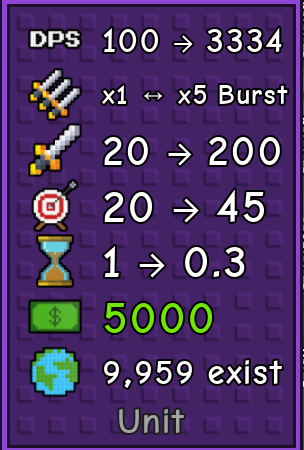 DPS 100 → 3334
x1 ↔ x5 Burst
20 → 200
20 → 45
1 → 0.3
$ 5000
9,959 exist
Unit